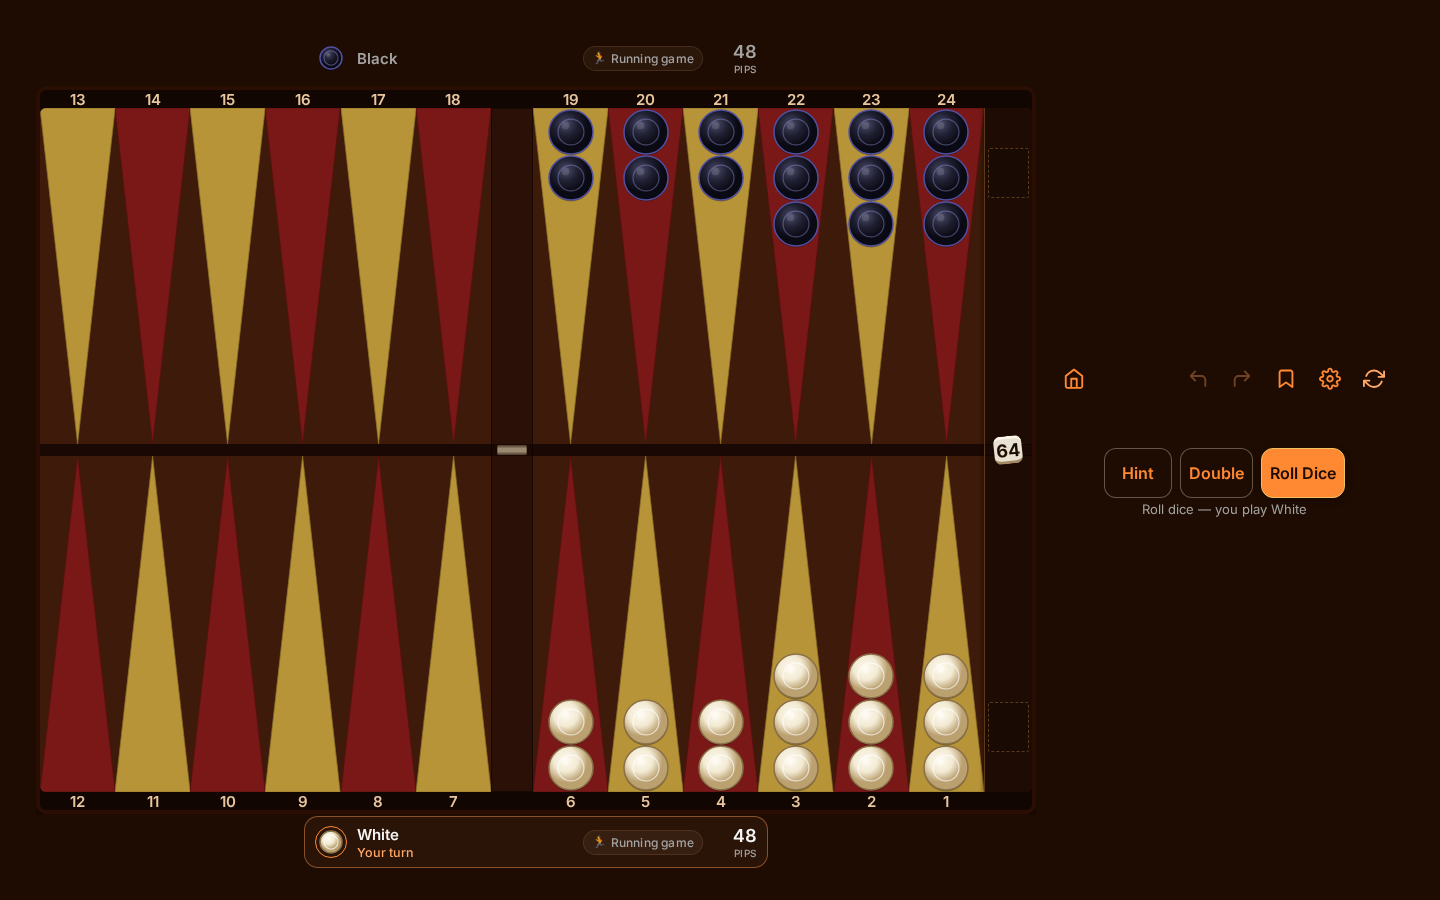 Black
Running game
48
PIPS
13 14 15 16 17 18 19 20 21 22 23 24
64
Hint
Double
Roll Dice
Roll dice — you play White
12 11 10 9 8 7 6 5 4 3 2 1
White
Your turn
Running game
48
PIPS